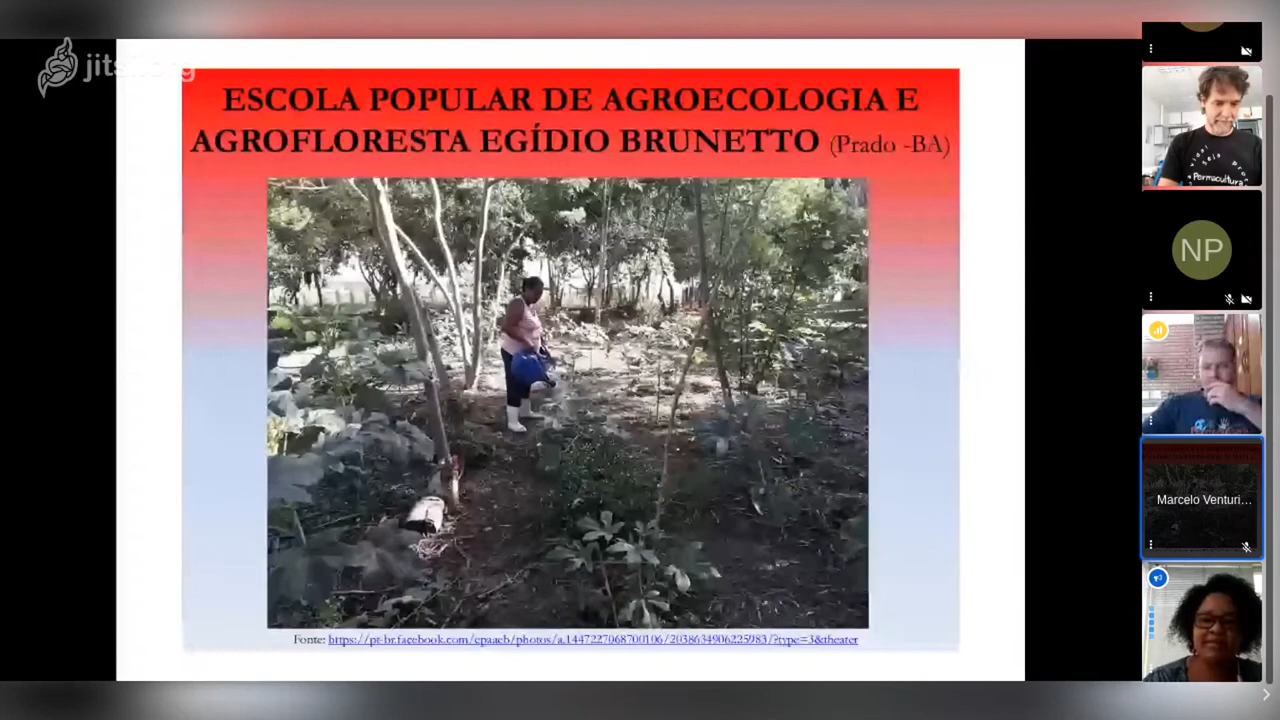 ESCOLA POPULAR DE AGROECOLOGIA E
AGROFLORESTA EGÍDIO BRUNETTO (Prado -BA)
Fonte: https://pt-br.facebook.com/epaaeb/photos/a.1447227068700106/2038634906225983/?type=3&theater
Permacultura
NP
Marcelo Venturi...